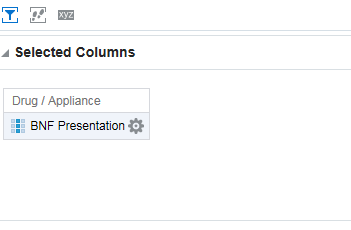 xyz
Selected Columns
Drug / Appliance
BNF Presentation